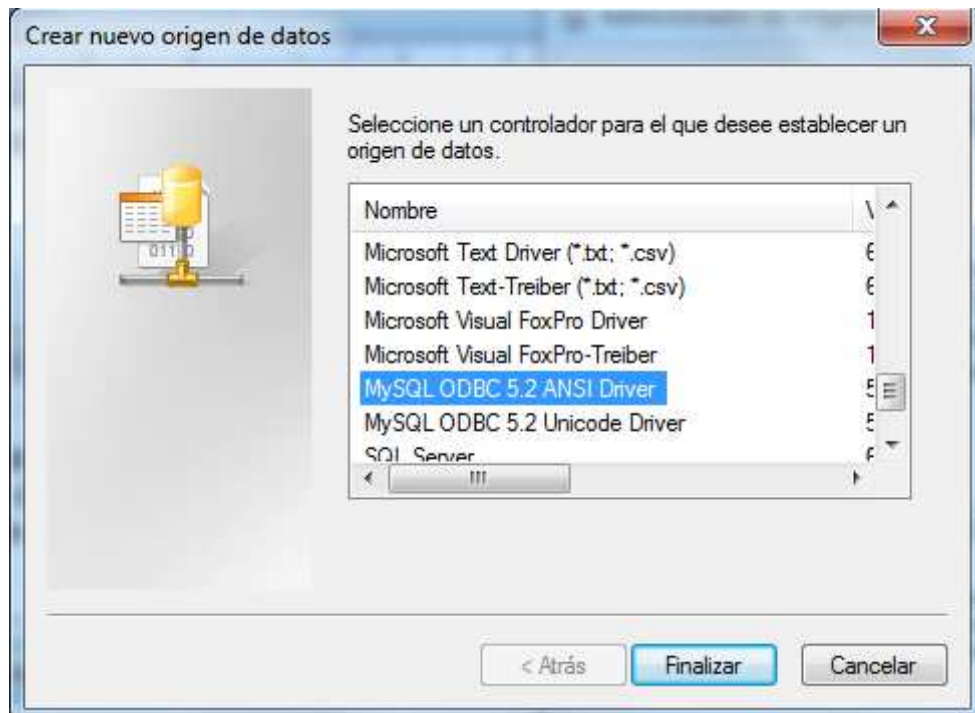 Crear nuevo origen de datos
Seleccione un controlador para el que desee establecer un
origen de datos.
Nombre
Microsoft Text Driver (*.txt; *.csv)
Microsoft Text-Treiber (*.txt; *.csv)
Microsoft Visual FoxPro Driver
Microsoft Visual FoxPro-Treiber
MySQL ODBC 5.2 ANSI Driver
MySQL ODBC 5.2 Unicode Driver
SQL Server
< Atrás
Finalizar
Cancelar